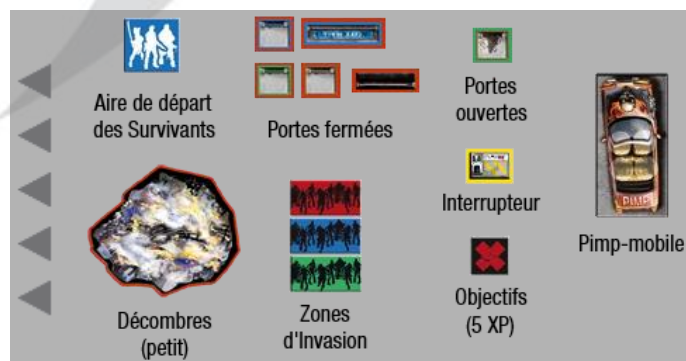 Aire de départ
des Survivants
Portes fermées
Portes
ouvertes
Interrupteur
Pimp-mobile
PIMP
Décombres
(petit)
Zones
d'Invasion
Objectifs
(5 XP)